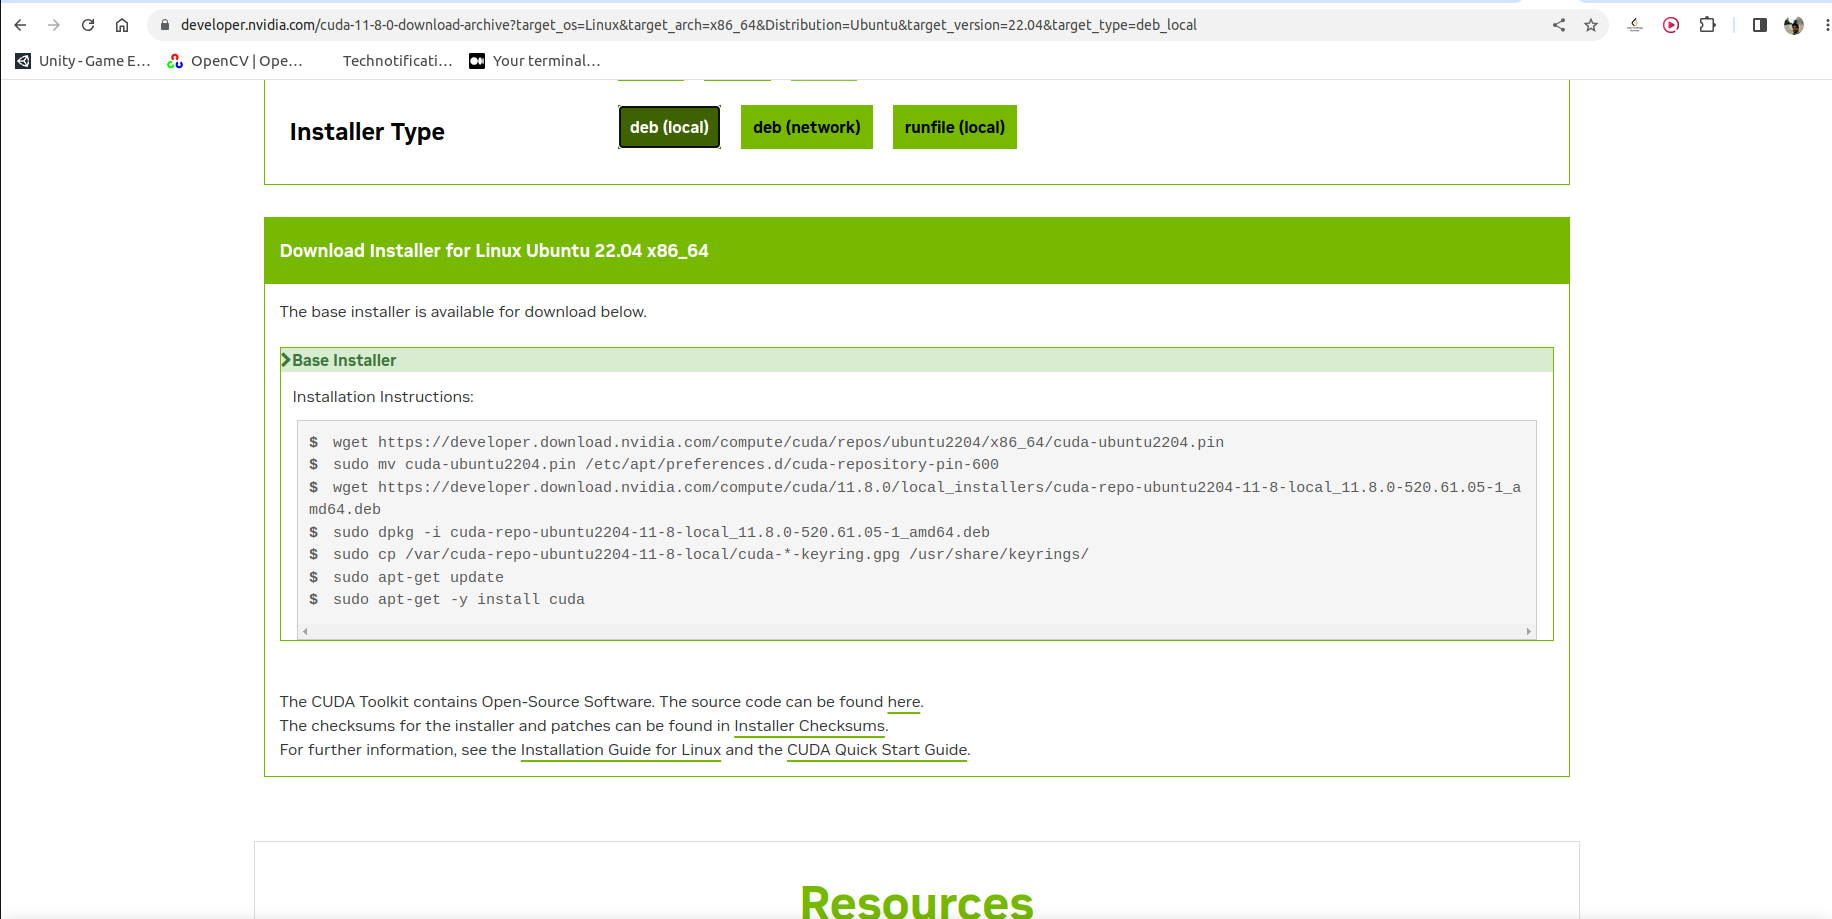 developer.nvidia.com/cuda-11-8-0-download-archive?target_os=Linux&target_arch=x86_64&Distribution=Ubuntu&target_version=22.04&target_type=deb_local
Unity - Game E... OpenCV | Ope... Technotificati... Your terminal...
Installer Type deb (local) deb (network) runfile (local)
Download Installer for Linux Ubuntu 22.04 x86_64
The base installer is available for download below.
Base Installer
Installation Instructions:
$ wget https://developer.download.nvidia.com/compute/cuda/repos/ubuntu2204/x86_64/cuda-ubuntu2204.pin
$ sudo mv cuda-ubuntu2204.pin /etc/apt/preferences.d/cuda-repository-pin-600
$ wget https://developer.download.nvidia.com/compute/cuda/11.8.0/local_installers/cuda-repo-ubuntu2204-11-8-local_11.8.0-520.61.05-1_a
md64.deb
$ sudo dpkg -i cuda-repo-ubuntu2204-11-8-local_11.8.0-520.61.05-1_amd64.deb
$ sudo cp /var/cuda-repo-ubuntu2204-11-8-local/cuda-*-keyring.gpg /usr/share/keyrings/
$ sudo apt-get update
$ sudo apt-get -y install cuda
The CUDA Toolkit contains Open-Source Software. The source code can be found here.
The checksums for the installer and patches can be found in Installer Checksums.
For further information, see the Installation Guide for Linux and the CUDA Quick Start Guide.
Resources